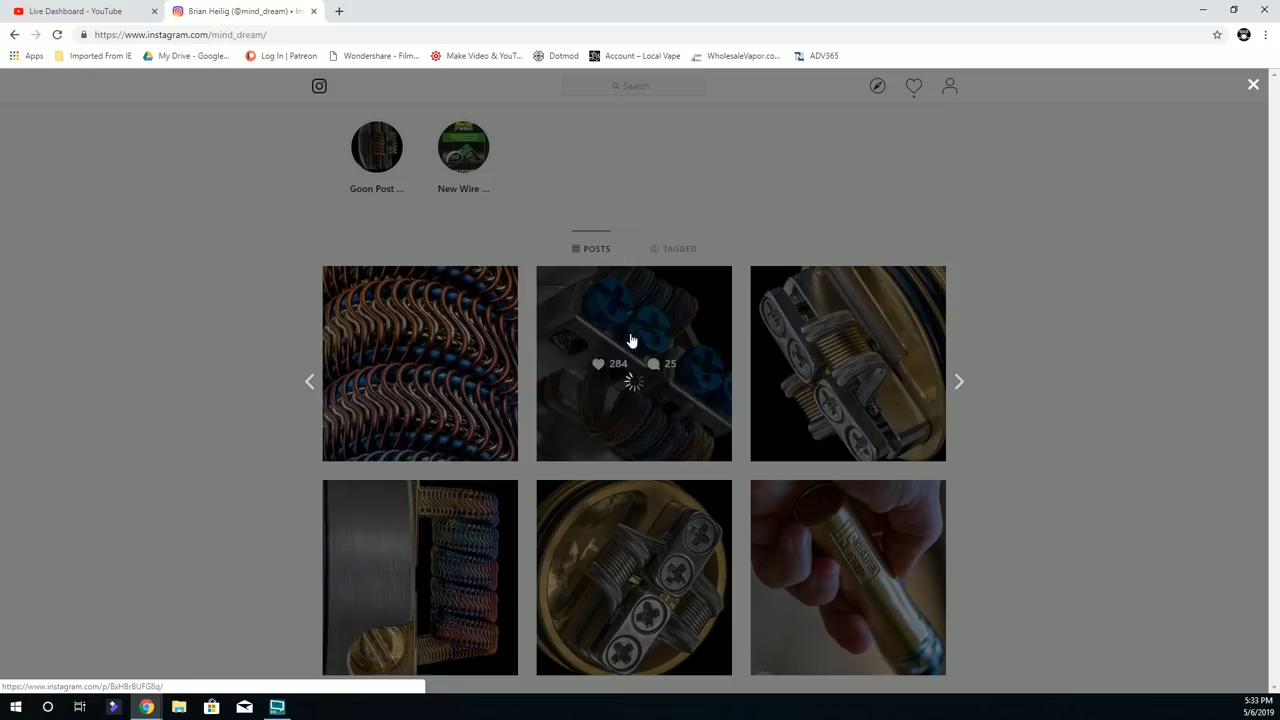 Live Dashboard - YouTube
Brian Heilig (@mind_dream) • Ins
https://www.instagram.com/mind_dream/
Apps
Imported From IE
My Drive - Google...
Log In | Patreon
Wondershare - Film...
Make Video & YouT...
Dotmod
Account – Local Vape
WholesaleVapor.co...
ADV365
Search
Goon Post ...
New Wire ...
POSTS
TAGGED
284
25
https://www.instagram.com/p/BxHBrBUFGBq/
5:33 PM
5/6/2019